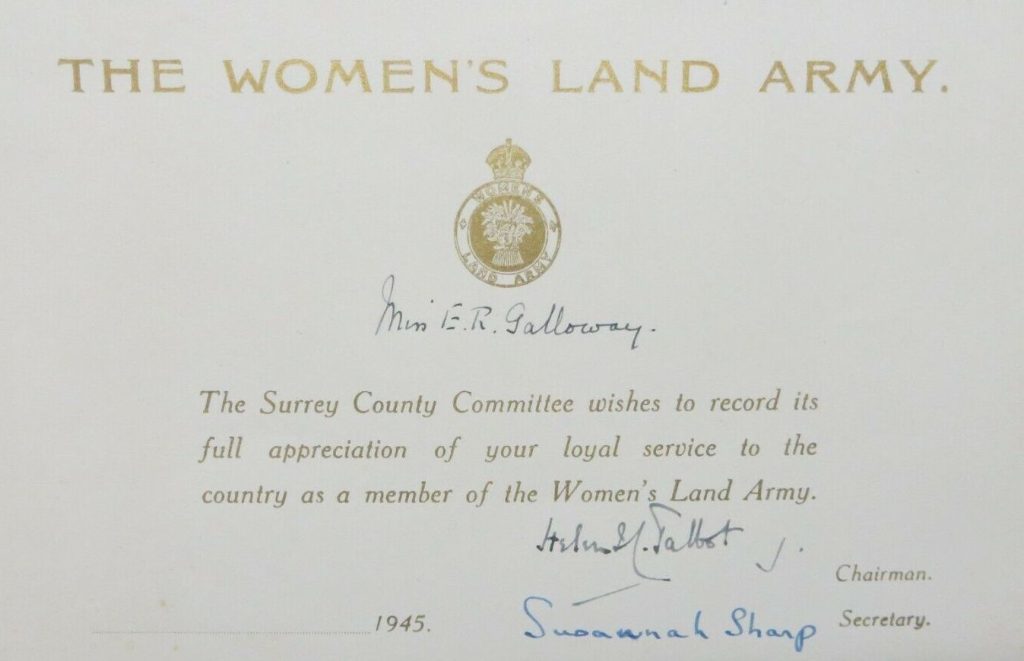 THE WOMEN'S LAND ARMY.
WOMEN'S
LAND ARMY
Miss E.R. Galloway.
The Surrey County Committee wishes to record its
full appreciation of your loyal service to the
country as a member of the Women's Land Army.
Talbot
Chairman.
Susannah Sharp Secretary.
1945.